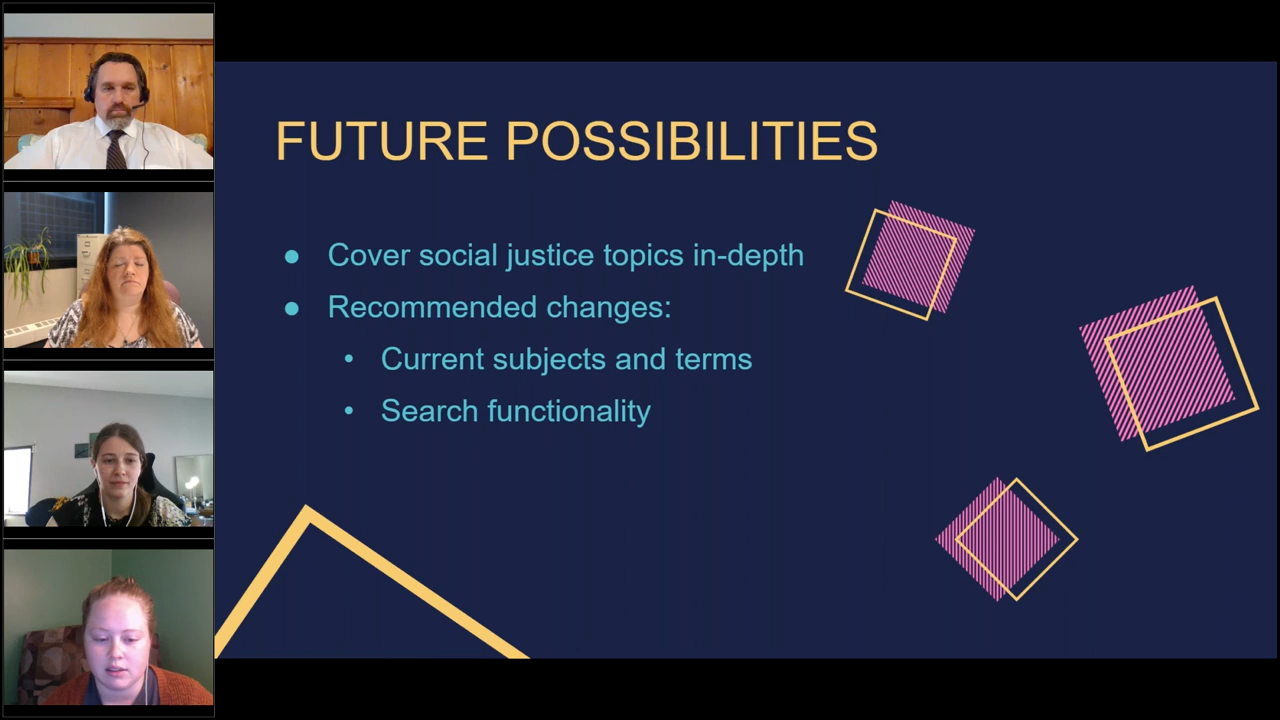 FUTURE POSSIBILITIES
● Cover social justice topics in-depth
● Recommended changes:
• Current subjects and terms
• Search functionality